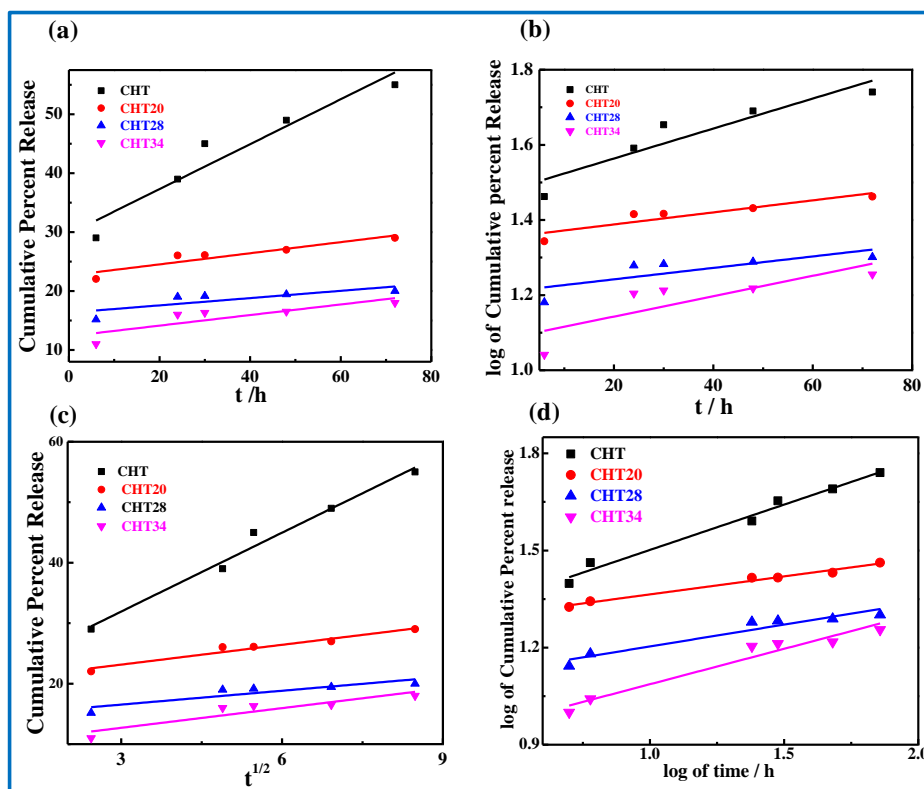 (a)
Cumulative Percent Release
50
40
30
20
10
CHT
CHT20
CHT28
CHT34
0
20
40
60
80
t /h
(b)
log of Cumulative percent Release
1.8
1.6
1.4
1.2
1.0
CHT
CHT20
CHT28
CHT34
20
40
60
80
t / h
(c)
Cumulative Percent Release
60
40
20
CHT
CHT20
CHT28
CHT34
3
6
9
t1/2
(d)
log of Cumulative Percent release
1.8
1.5
1.2
0.9
CHT
CHT20
CHT28
CHT34
1.0
1.5
2.0
log of time / h